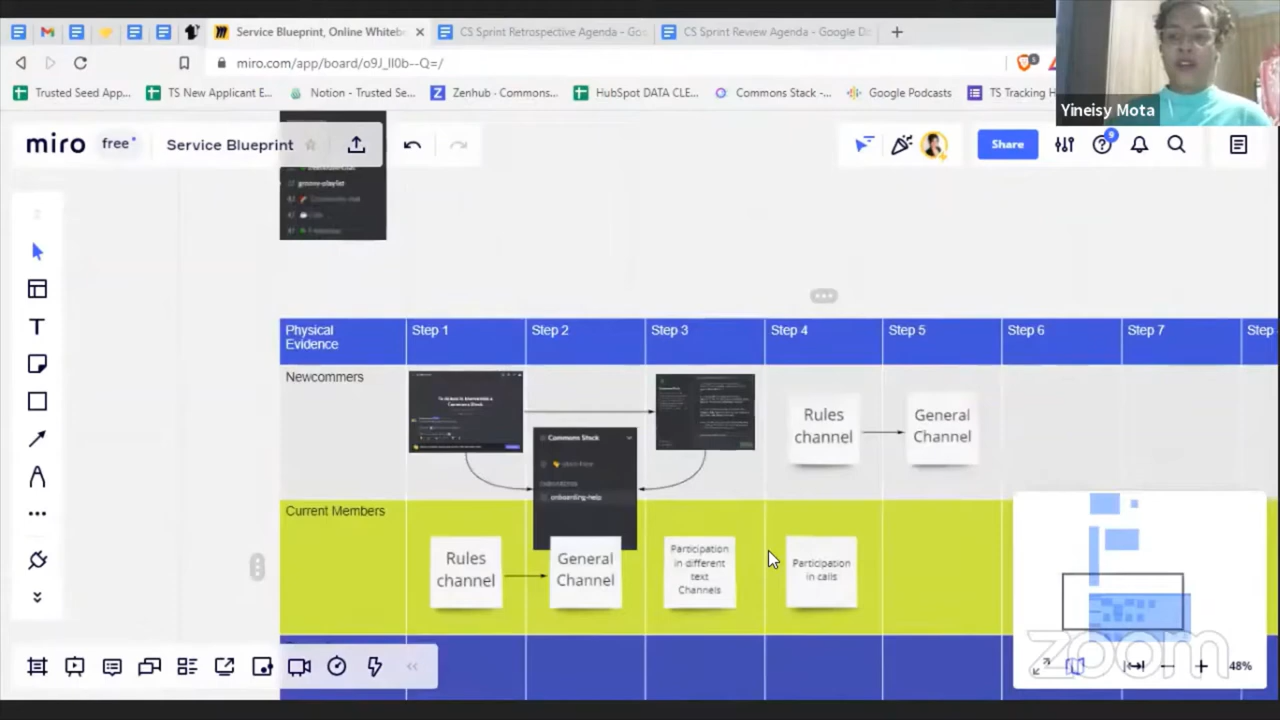 Service Blueprint, Online Whiteb
CS Sprint Retrospective Agenda - Go
CS Sprint Review Agenda - Google D
miro.com/app/board/o9J_lI0b--Q=/
Trusted Seed App...
TS New Applicant E...
Notion - Trusted Se...
Zenhub - Commons...
HubSpot DATA CLE...
Commons Stack -...
Google Podcasts
TS Tracking H
Yineisy Mota
miro
free
Service Blueprint
Share
9
groove-playlist
Physical
Evidence
Step 1
Step 2
Step 3
Step 4
Step 5
Step 6
Step 7
Step
Newcommers
Commons Stack
onboarding-help
Rules
channel
General
Channel
Current Members
Rules
channel
General
Channel
Participation
in different
text
Channels
Participation
in calls
zoom
48%